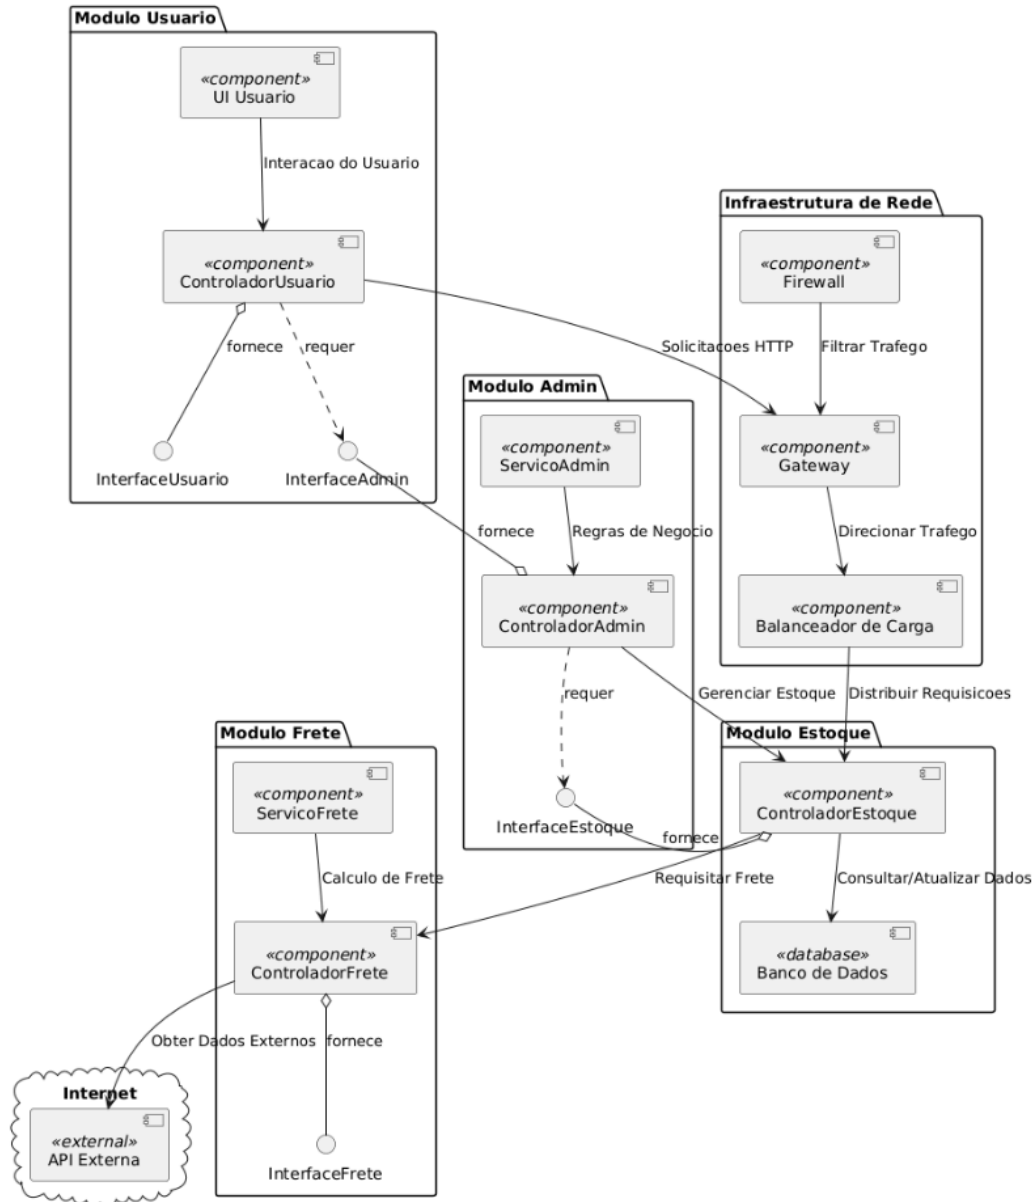 Modulo Usuario
«component»
UI Usuario
Interacao do Usuario
«component»
ControladorUsuario
fornece
requer
InterfaceUsuario
InterfaceAdmin
Infraestrutura de Rede
«component»
Firewall
Solicitacoes HTTP
Filtrar Trafego
«component»
Gateway
Direcionar Trafego
«component»
Balanceador de Carga
Modulo Admin
«component»
ServicoAdmin
fornece
Regras de Negocio
«component»
ControladorAdmin
requer
Gerenciar Estoque
Distribuir Requisicoes
InterfaceEstoque
fornece
Modulo Estoque
«component»
ControladorEstoque
Requisitar Frete
Consultar/Atualizar Dados
«database»
Banco de Dados
Modulo Frete
«component»
ServicoFrete
Calculo de Frete
«component»
ControladorFrete
Obter Dados Externos
fornece
InterfaceFrete
Internet
«external»
API Externa